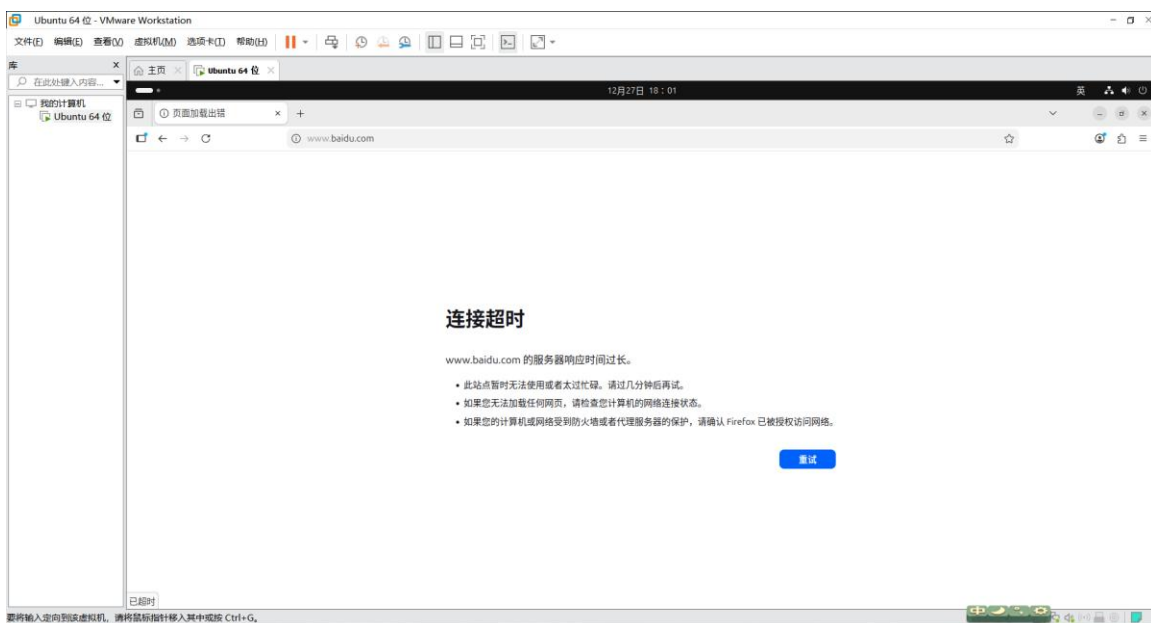 Ubuntu 64 位 - VMware Workstation
文件(F) 编辑(E) 查看(V) 虚拟机(M) 选项卡(T) 帮助(H)
库
在此处键入内容...
我的计算机
Ubuntu 64 位
主页
Ubuntu 64 位
12月27日 18：01
英
页面加载出错
www.baidu.com
连接超时
www.baidu.com 的服务器响应时间过长。
• 此站点暂时无法使用或者太过忙碌。请过几分钟后再试。
• 如果您无法加载任何网页，请检查您计算机的网络连接状态。
• 如果您的计算机或网络受到防火墙或者代理服务器的保护，请确认 Firefox 已被授权访问网络。
重试
已超时
要将输入定向到该虚拟机，请将鼠标指针移入其中或按 Ctrl+G。
中